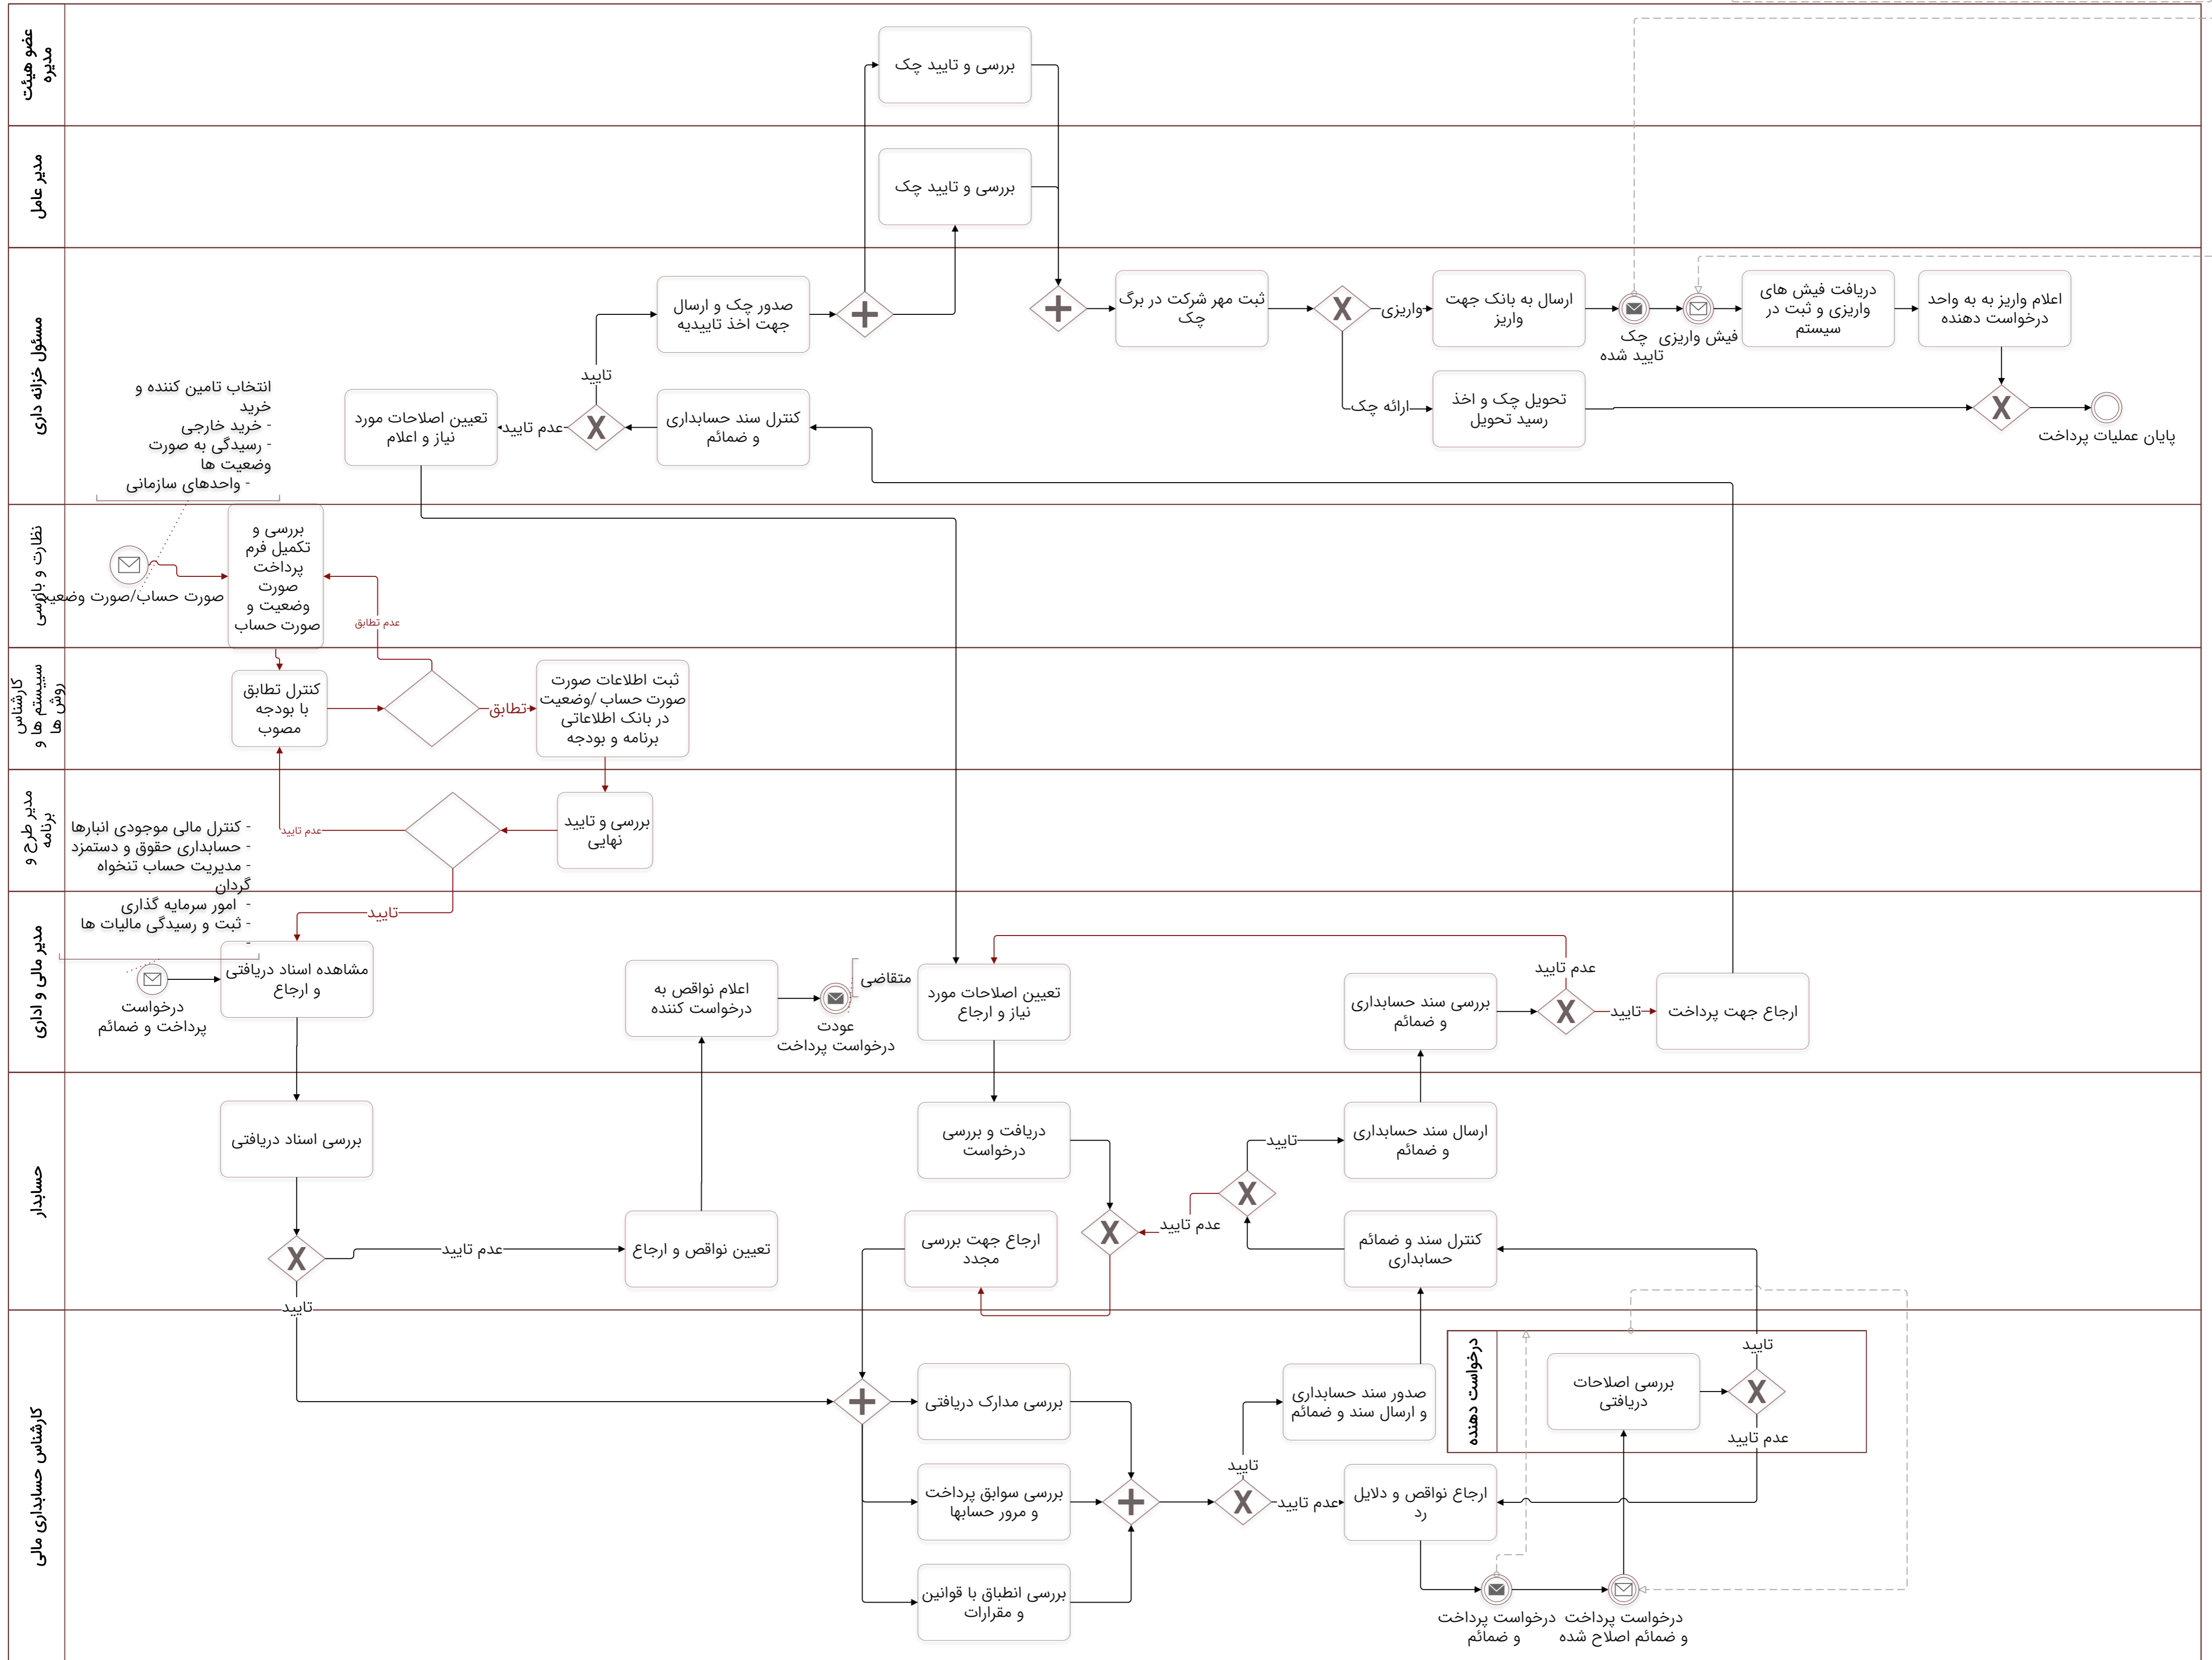 عضو هیئت
مدیره
بررسی و تایید چک
مدیر عامل
بررسی و تایید چک
مسئول خزانه داری
صدور چک و ارسال
جهت اخذ تاییدیه
ثبت مهر شرکت در برگ
چک
واریزی
ارسال به بانک جهت
واریز
چک
تایید شده
فیش واریزی
دریافت فیش های
واریزی و ثبت در
سیستم
اعلام واریز به به واحد
درخواست دهنده
تایید
تعیین اصلاحات مورد
نیاز و اعلام
عدم تایید
کنترل سند حسابداری
و ضمائم
ارائه چک
تحویل چک و اخذ
رسید تحویل
پایان عملیات پرداخت
انتخاب تامین کننده و
خرید
- خرید خارجی
- رسیدگی به صورت
وضعیت ها
- واحدهای سازمانی
نظارت و بازرسی
صورت حساب/صورت وضعیت
بررسی و
تکمیل فرم
پرداخت
صورت
وضعیت و
صورت حساب
عدم تطابق
کارشناس
سیستم ها و
روش ها
کنترل تطابق
با بودجه
مصوب
تطابق
ثبت اطلاعات صورت
صورت حساب /وضعیت
در بانک اطلاعاتی
برنامه و بودجه
مدیر طرح و
برنامه
عدم تایید
بررسی و تایید
نهایی
- کنترل مالی موجودی انبارها
- حسابداری حقوق و دستمزد
- مدیریت حساب تنخواه
گردان
- امور سرمایه گذاری
- ثبت و رسیدگی مالیات ها
-
تایید
مدیر مالی و اداری
درخواست
پرداخت و ضمائم
مشاهده اسناد دریافتی
و ارجاع
اعلام نواقص به
درخواست کننده
متقاضی
عودت
درخواست پرداخت
تعیین اصلاحات مورد
نیاز و ارجاع
بررسی سند حسابداری
و ضمائم
عدم تایید
تایید
ارجاع جهت پرداخت
حسابدار
بررسی اسناد دریافتی
عدم تایید
تعیین نواقص و ارجاع
تایید
دریافت و بررسی
درخواست
ارجاع جهت بررسی
مجدد
عدم تایید
تایید
ارسال سند حسابداری
و ضمائم
کنترل سند و ضمائم
حسابداری
کارشناس حسابداری مالی
بررسی مدارک دریافتی
بررسی سوابق پرداخت
و مرور حسابها
بررسی انطباق با قوانین
و مقرارات
تایید
عدم تایید
صدور سند حسابداری
و ارسال سند و ضمائم
ارجاع نواقص و دلایل
رد
درخواست دهنده
بررسی اصلاحات
دریافتی
تایید
عدم تایید
درخواست پرداخت
و ضمائم
درخواست پرداخت
و ضمائم اصلاح شده